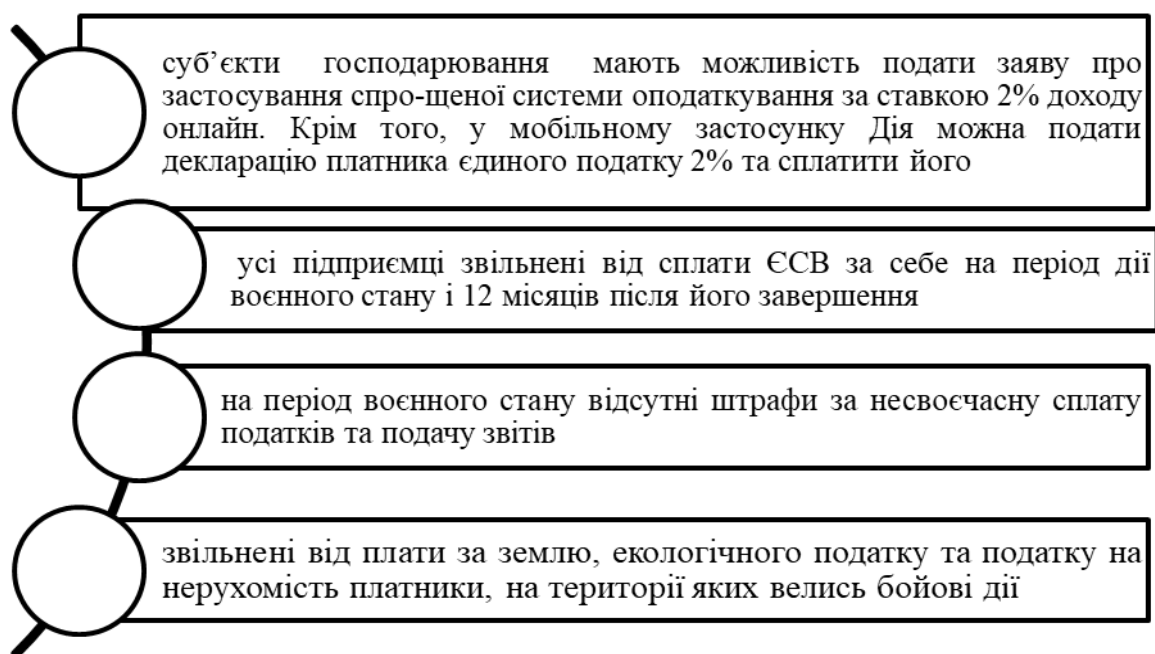 суб’єкти господарювання мають можливість подати заяву про
застосування спро-щеної системи оподаткування за ставкою 2% доходу
онлайн. Крім того, у мобільному застосунку Дія можна подати
декларацію платника єдиного податку 2% та сплатити його
усі підприємці звільнені від сплати ЄСВ за себе на період дії
воєнного стану і 12 місяців після його завершення
на період воєнного стану відсутні штрафи за несвоєчасну сплату
податків та подачу звітів
звільнені від плати за землю, екологічного податку та податку на
нерухомість платники, на території яких велись бойові дії